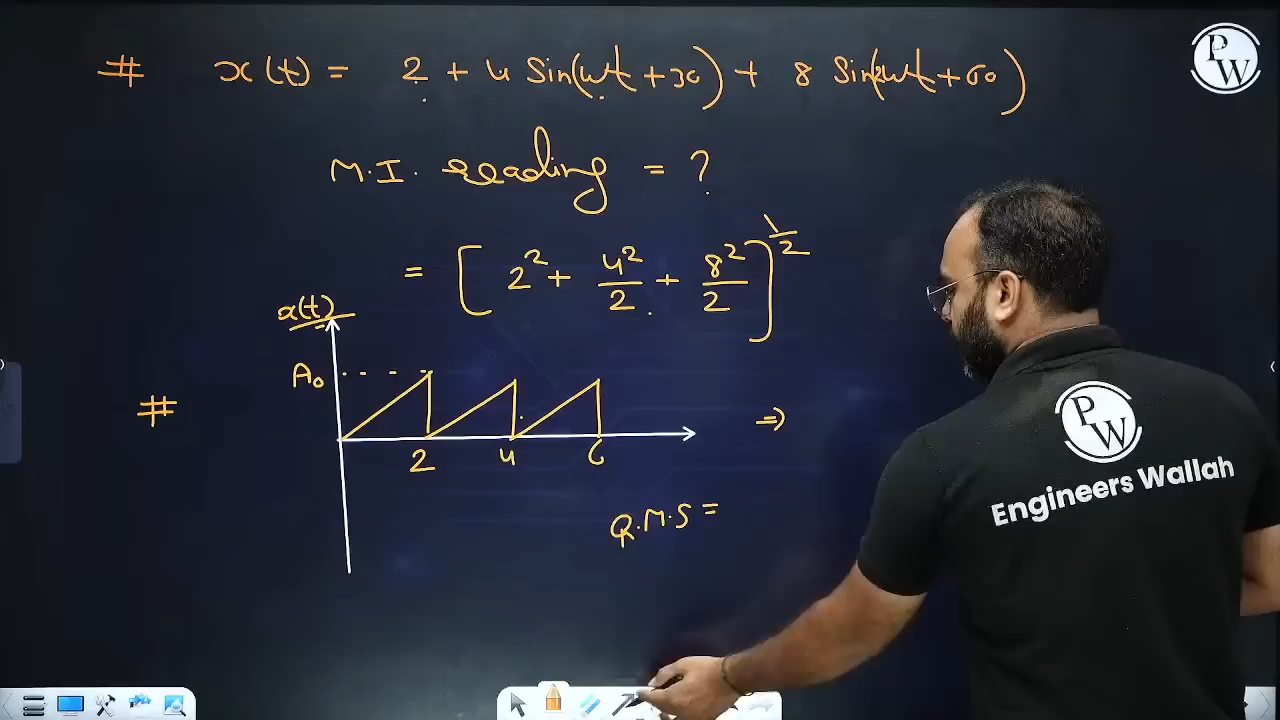 # x(t) = 2 + 4 Sin(ωt + 30) + 8 Sin(2ωt + 60)
PW
M.I. reading = ?
= [ 2² + 4²/2 + 8²/2 ]^1/2
x(t)
A₀
#
⇒
2 4 6
R.M.S =
PW
Engineers Wallah